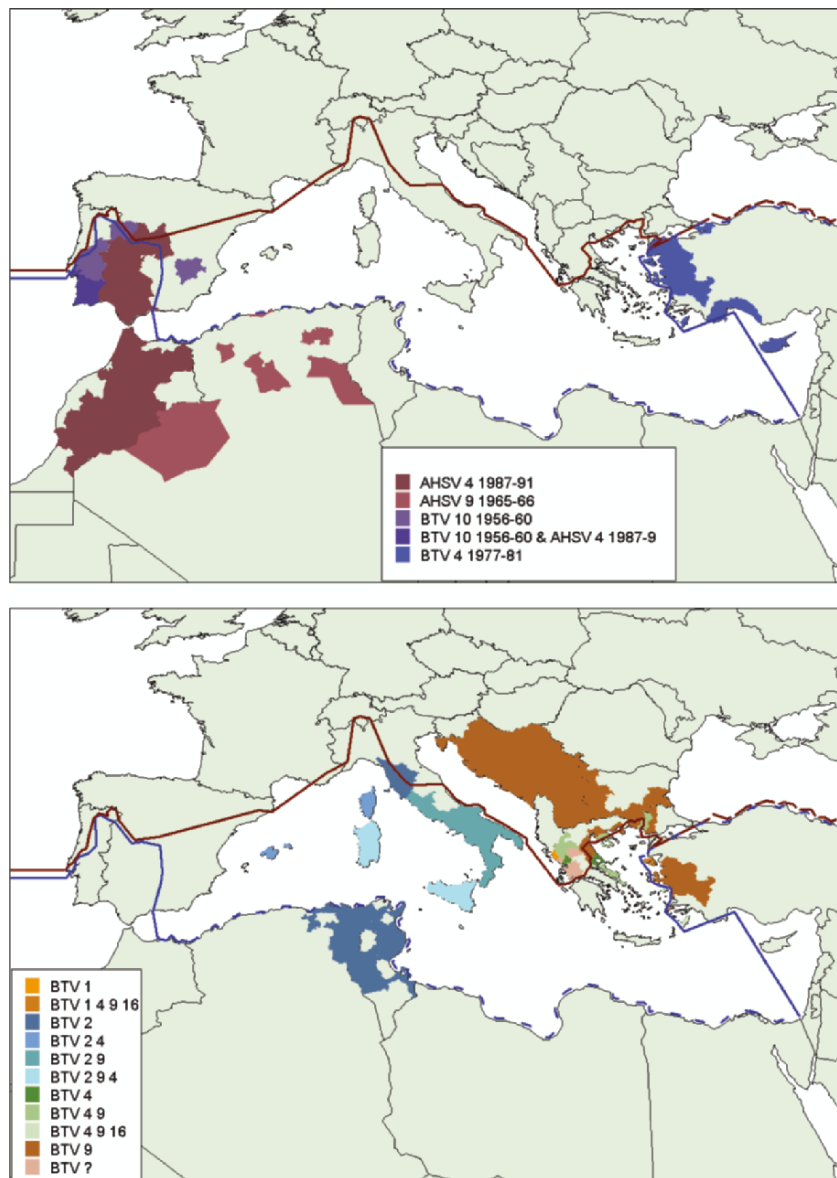 AHSV 4 1987-91
AHSV 9 1965-66
BTV 10 1956-60
BTV 10 1956-60 & AHSV 4 1987-9
BTV 4 1977-81
BTV 1
BTV 1 4 9 16
BTV 2
BTV 2 4
BTV 2 9
BTV 2 9 4
BTV 4
BTV 4 9
BTV 4 9 16
BTV 9
BTV ?